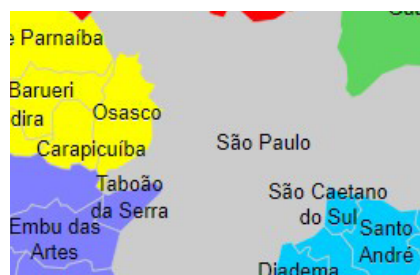 e Parnaíba
Barueri
dira
Osasco
Carapicuíba
São Paulo
Taboão
da Serra
São Caetano
do Sul
Embu das
Artes
Santo
André
Diadema